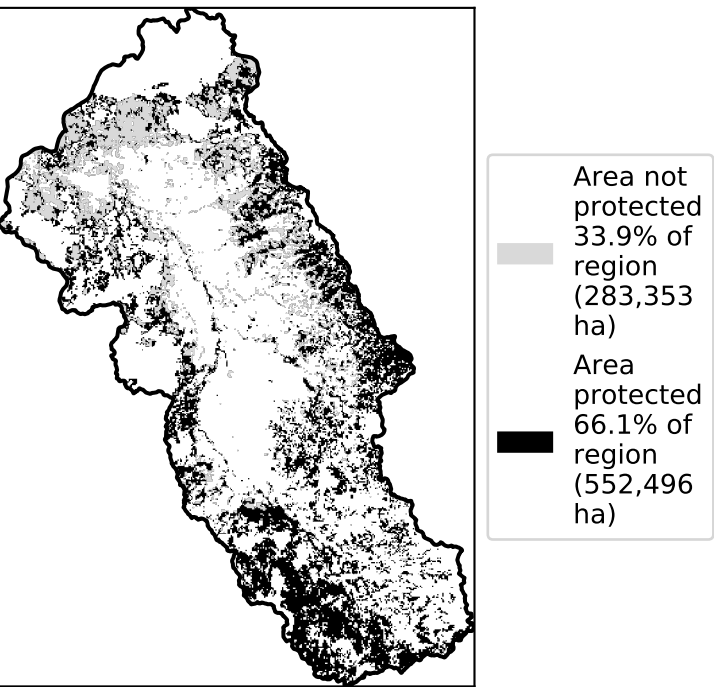 Area not
protected
33.9% of
region
(283,353
ha)
Area
protected
66.1% of
region
(552,496
ha)